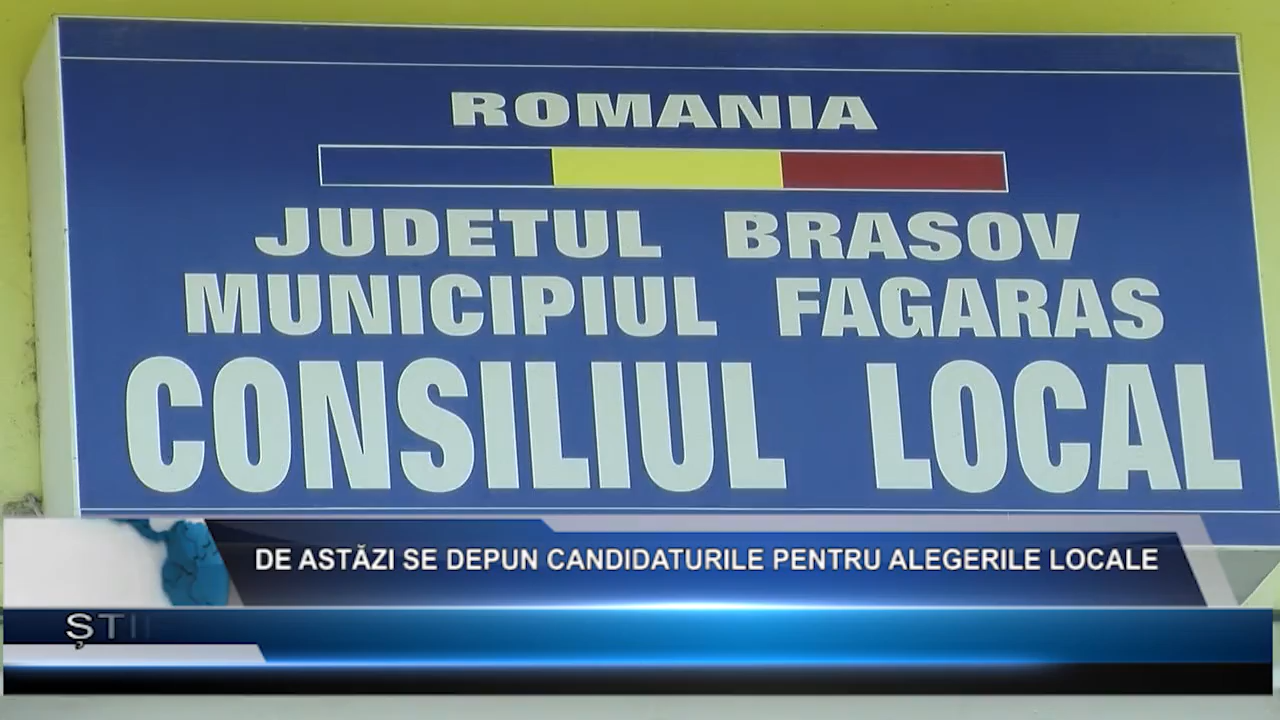 ROMANIA
JUDETUL BRASOV
MUNICIPIUL FAGARAS
CONSILIUL LOCAL
DE ASTĂZI SE DEPUN CANDIDATURILE PENTRU ALEGERILE LOCALE